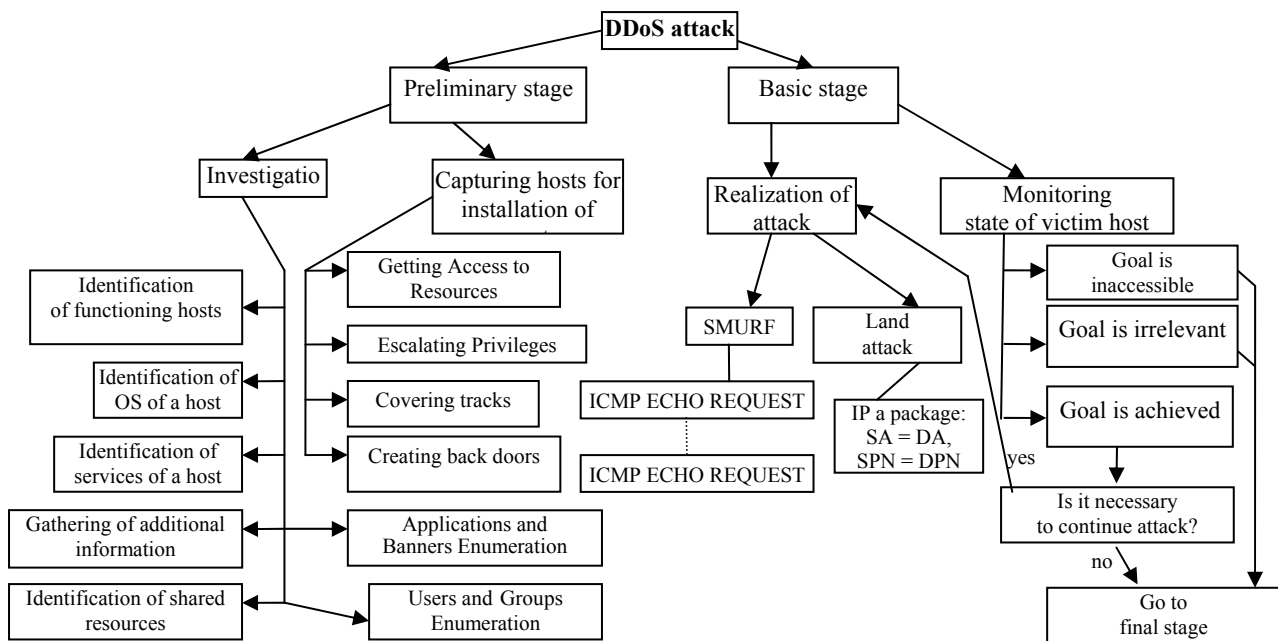 DDoS attack
Preliminary stage
Basic stage
Investigatio
Capturing hosts for
installation of
Realization of
attack
Monitoring
state of victim host
Identification
of functioning hosts
Identification of
OS of a host
Identification of
services of a host
Gathering of additional
information
Identification of shared
resources
Getting Access to
Resources
Escalating Privileges
Covering tracks
Creating back doors
Applications and
Banners Enumeration
Users and Groups
Enumeration
SMURF
ICMP ECHO REQUEST
ICMP ECHO REQUEST
Land
attack
IP a package:
SA = DA,
SPN = DPN
Goal is
inaccessible
Goal is irrelevant
Goal is achieved
yes
Is it necessary
to continue attack?
no
Go to
final stage